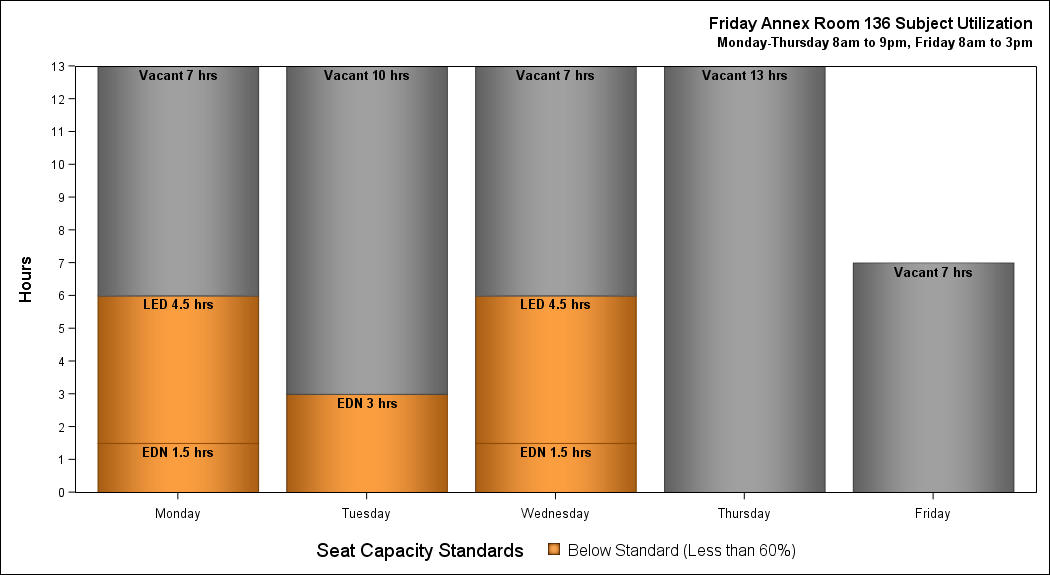 Friday Annex Room 136 Subject Utilization
Monday-Thursday 8am to 9pm, Friday 8am to 3pm
Hours
13
12
11
10
9
8
7
6
5
4
3
2
1
0
Vacant 7 hrs
LED 4.5 hrs
EDN 1.5 hrs
Vacant 10 hrs
EDN 3 hrs
Vacant 7 hrs
LED 4.5 hrs
EDN 1.5 hrs
Vacant 13 hrs
Vacant 7 hrs
Monday Tuesday Wednesday Thursday Friday
Seat Capacity Standards Below Standard (Less than 60%)